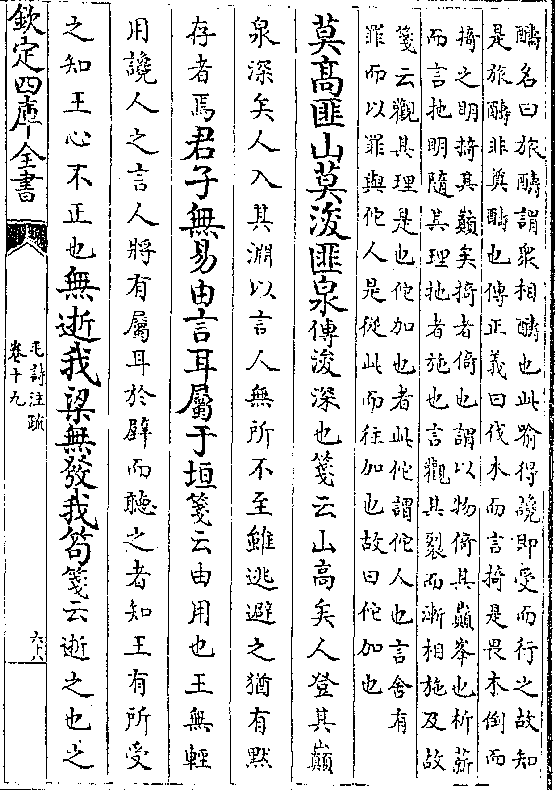 醻名曰旅醻謂衆相醻也此喻得讒即受而行之故知
是旅醻非奠醻也傳正義曰伐木而言掎是畏木倒而
掎之明掎其巔矣掎者倚也謂以物倚其巔峯也析薪
而言扡明隨其理扡者施也言觀其裂而漸相施及故
箋云觀其理是也佗加也者此佗謂佗人也言舍有
罪而以罪與佗人是從此而往加也故曰佗加也
莫高匪山莫浚匪泉傳浚深也箋云山高矣人登其巔
泉深矣人入其淵以言人無所不至雖逃避之猶有黙
存者焉君子無易由言耳屬于垣箋云由用也王無輕
用讒人之言人將有屬耳於壁而聽之者知王有所受
之知王心不正也無逝我梁無發我笱箋云逝之也之
欽定四庫全書
毛詩注疏
卷十九
六十八